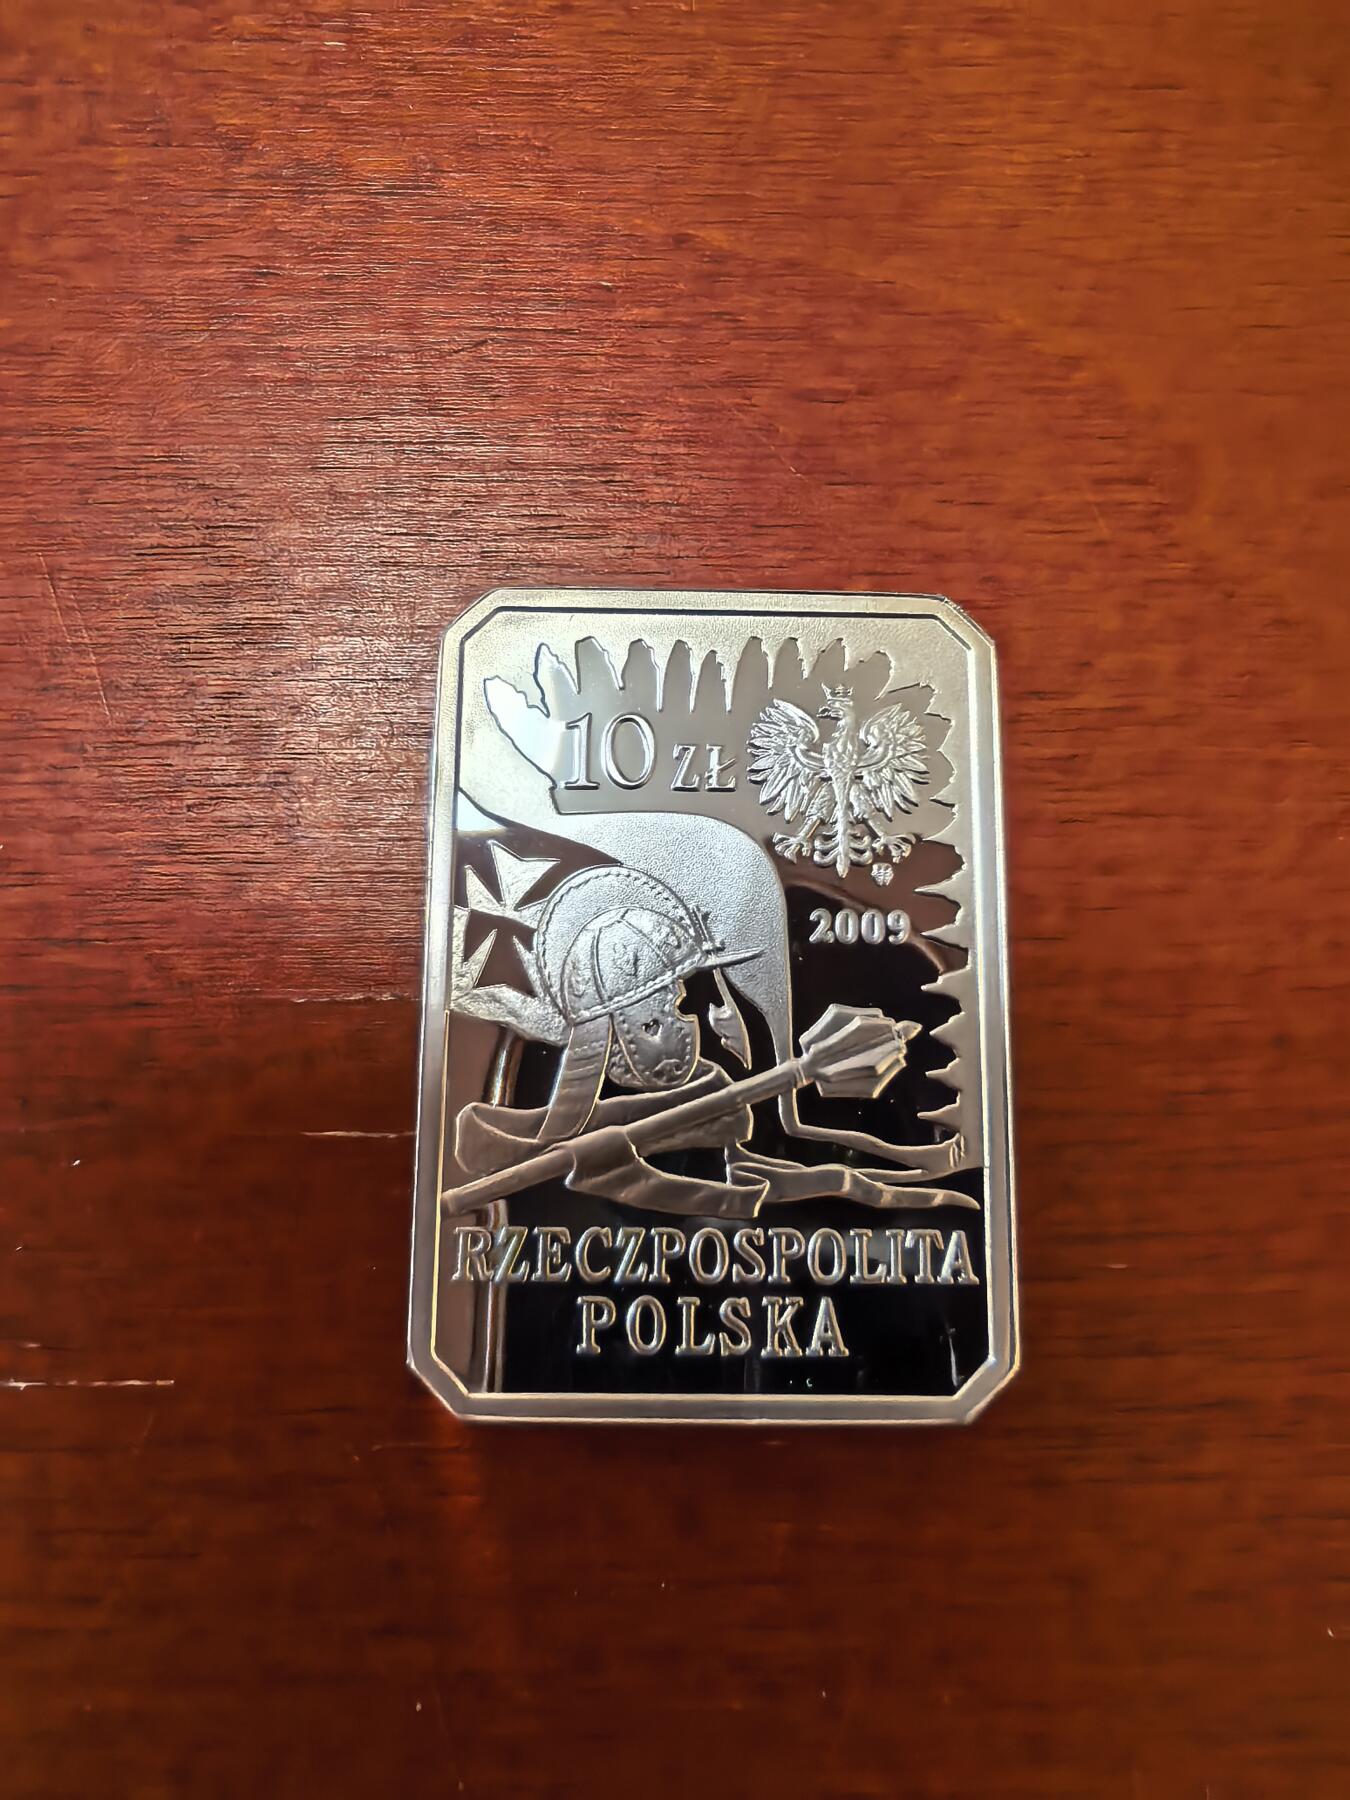 10 ZŁ
2009
RZECZPOSPOLITA
POLSKA